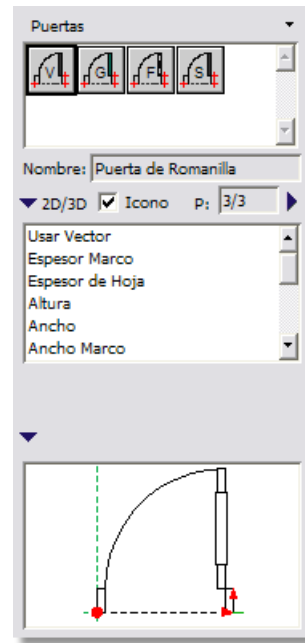 Puertas
V G F S
Nombre: Puerta de Romanilla
2D/3D Icono P: 3/3
Usar Vector
Espesor Marco
Espesor de Hoja
Altura
Ancho
Ancho Marco